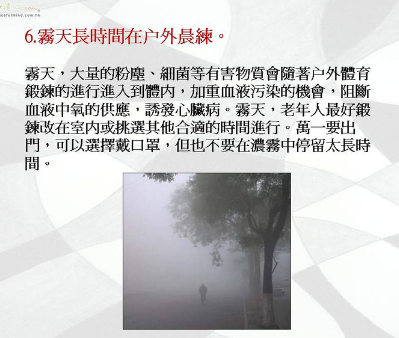 6.霧天長時間在户外晨練。
霧天，大量的粉塵、細菌等有害物質會隨著户外體育
鍛鍊的進行進入到體內，加重血液污染的機會，阻斷
血液中氧的供應，誘發心臟病。霧天，老年人最好鍛
鍊改在室內或挑選其他合適的時間進行。萬一要出
門，可以選擇戴口罩，但也不要在濃霧中停留太長時
間。